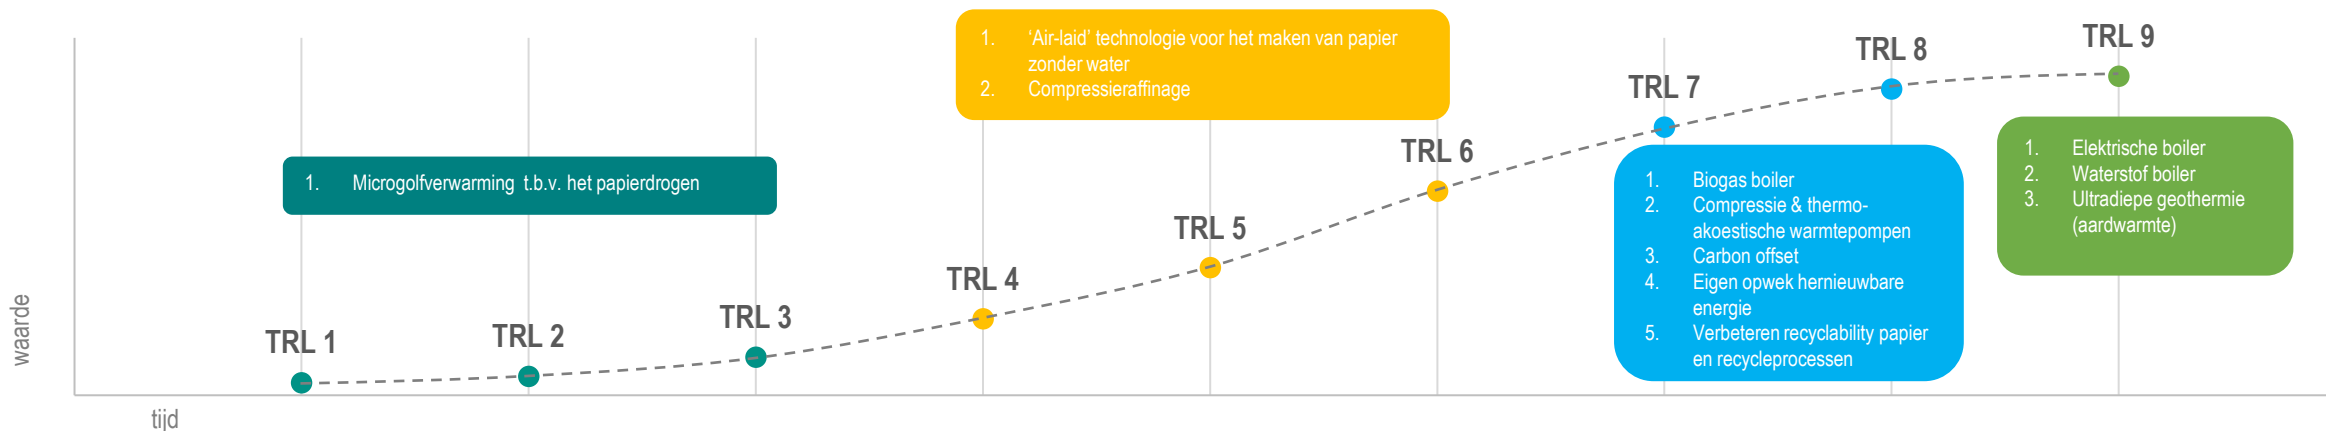 1. ‘Air-laid’ technologie voor het maken van papier
zonder water
2. Compressieraffinage
1. Microgolfverwarming t.b.v. het papierdrogen
1. Biogas boiler
2. Compressie & thermo-
akoestische warmtepompen
3. Carbon offset
4. Eigen opwek hernieuwbare
energie
5. Verbeteren recyclability papier
en recycleprocessen
1. Elektrische boiler
2. Waterstof boiler
3. Ultradiepe geothermie
(aardwarmte)
TRL 1
TRL 2
TRL 3
TRL 4
TRL 5
TRL 6
TRL 7
TRL 8
TRL 9
waarde
tijd